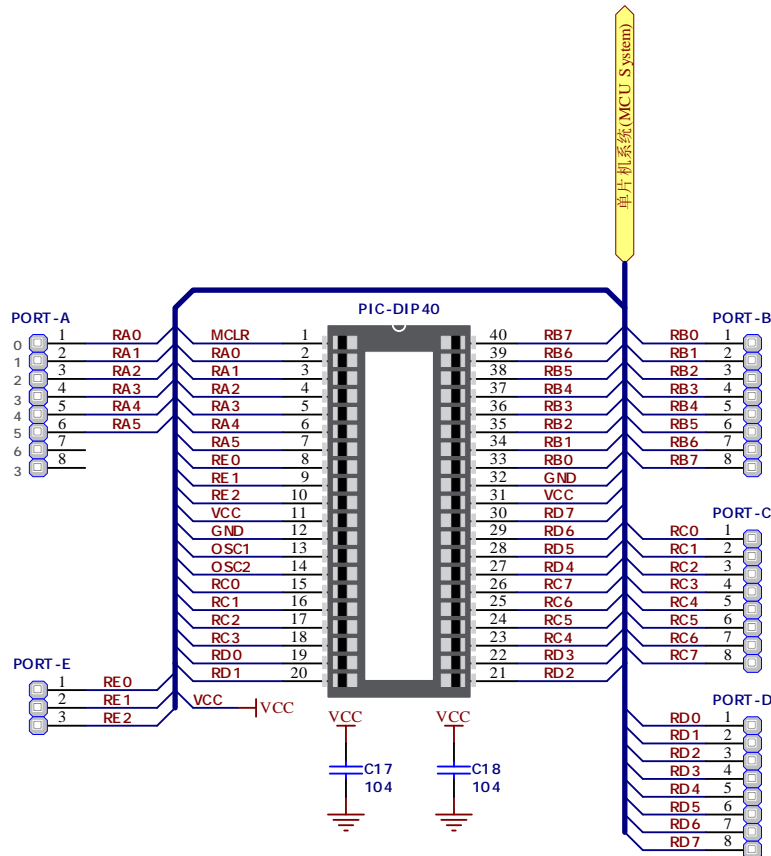 单片机系统(MCU System)
PIC-DIP40
PORT-A
0 1 RA0
1 2 RA1
2 3 RA2
3 4 RA3
4 5 RA4
5 6 RA5
6 7
3 8
MCLR 1
RA0 2
RA1 3
RA2 4
RA3 5
RA4 6
RA5 7
RE0 8
RE1 9
RE2 10
VCC 11
GND 12
OSC1 13
OSC2 14
RC0 15
RC1 16
RC2 17
RC3 18
RD0 19
RD1 20
40 RB7
39 RB6
38 RB5
37 RB4
36 RB3
35 RB2
34 RB1
33 RB0
32 GND
31 VCC
30 RD7
29 RD6
28 RD5
27 RD4
26 RC7
25 RC6
24 RC5
23 RC4
22 RD3
21 RD2
PORT-B
RB0 1
RB1 2
RB2 3
RB3 4
RB4 5
RB5 6
RB6 7
RB7 8
PORT-C
RC0 1
RC1 2
RC2 3
RC3 4
RC4 5
RC5 6
RC6 7
RC7 8
PORT-E
1 RE0
2 RE1
3 RE2
VCC VCC
PORT-D
RD0 1
RD1 2
RD2 3
RD3 4
RD4 5
RD5 6
RD6 7
RD7 8
VCC
C17
104
VCC
C18
104